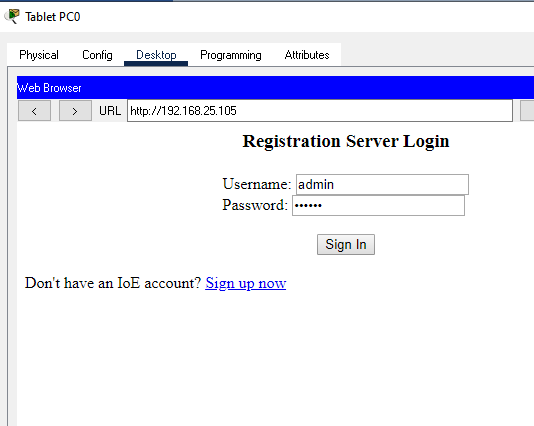 Tablet PC0
Physical Config Desktop Programming Attributes
Web Browser
< > URL http://192.168.25.105
Registration Server Login
Username: admin
Password: ••••••
Sign In
Don't have an IoE account? Sign up now